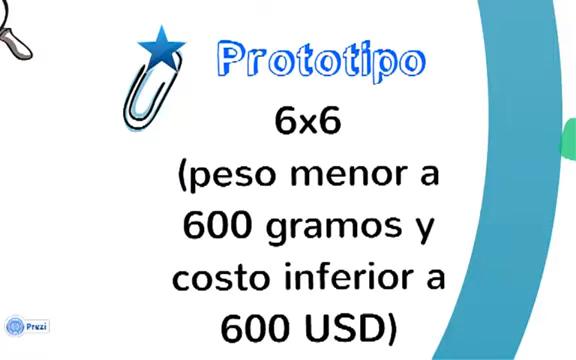 Prototipo
6x6
(peso menor a
600 gramos y
costo inferior a
600 USD)
Prezi